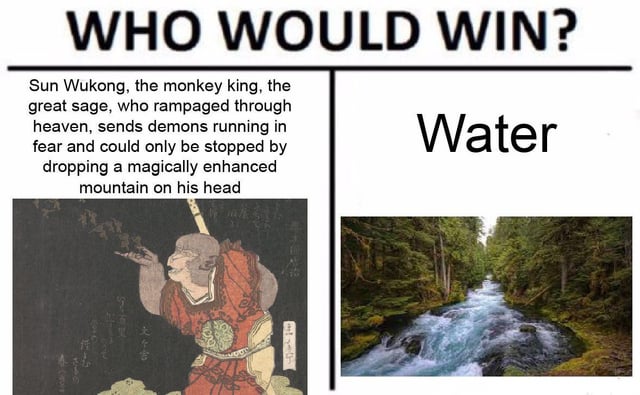 WHO WOULD WIN?
Sun Wukong, the monkey king, the
great sage, who rampaged through
heaven, sends demons running in
fear and could only be stopped by
dropping a magically enhanced
mountain on his head
Water